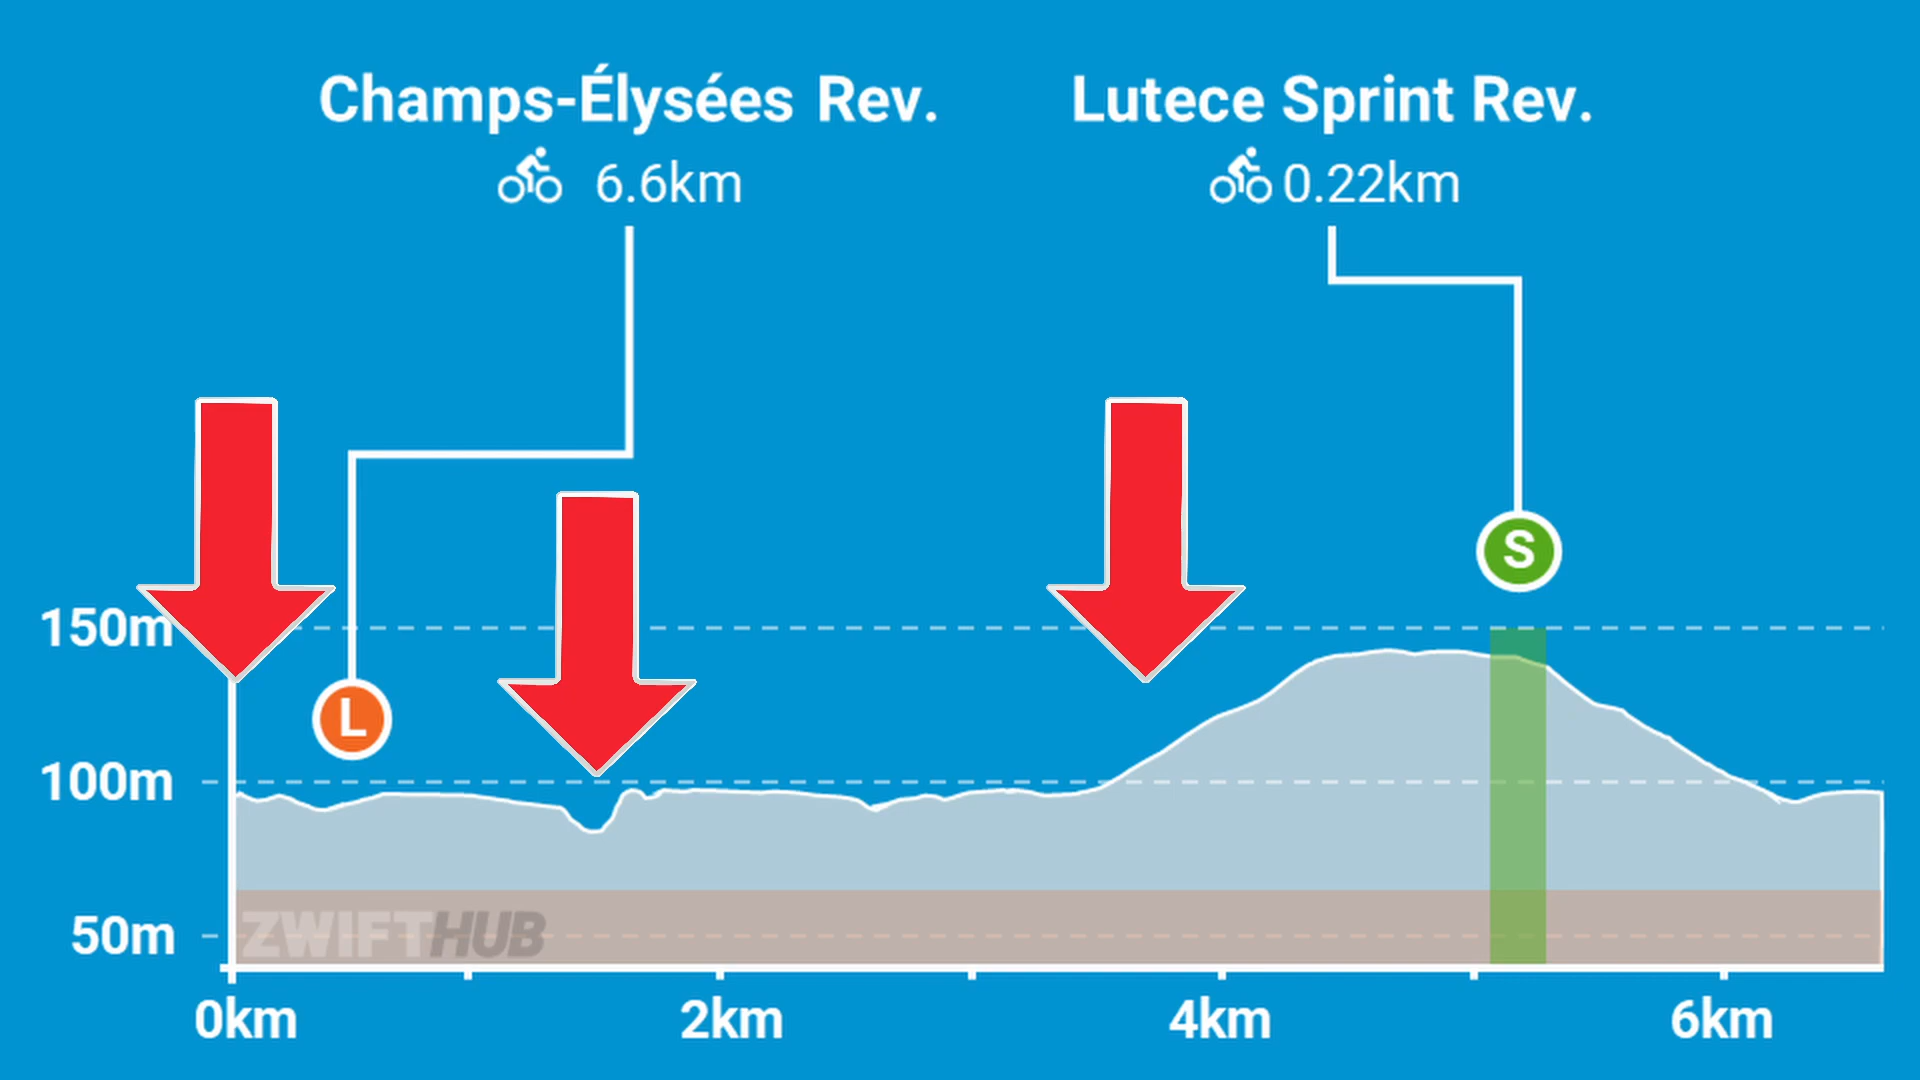 Champs-Élysées Rev.
6.6km
Lutece Sprint Rev.
0.22km
S
150m
L
100m
50m
ZWIFTHUB
0km
2km
4km
6km